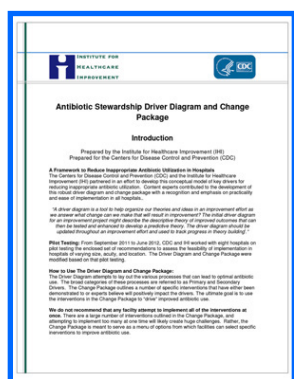 INSTITUTE FOR
HEALTHCARE
IMPROVEMENT
CDC
Antibiotic Stewardship Driver Diagram and Change
Package
Introduction
Prepared by the Institute for Healthcare Improvement (IHI)
Prepared for the Centers for Disease Control and Prevention (CDC)
A Framework to Reduce Inappropriate Antibiotic Utilization in Hospitals
The Centers for Disease Control and Prevention (CDC) and the Institute for Healthcare
Improvement (IHI) partnered in an effort to develop this conceptual model of key drivers for
reducing inappropriate antibiotic utilization. Content experts contributed to the development of
this robust driver diagram and change package with a recognition and emphasis on practicality
and ease of implementation in all hospitals.
"A driver diagram is a tool to help organize our theories and ideas in an improvement effort as
we answer what change can we make that will result in improvement? The initial driver diagram
for an improvement project might describe the descriptive theory of improved outcomes that can
then be tested and enhanced to develop a predictive theory. The driver diagram should be
updated throughout an improvement effort and used to track progress in theory building."
Pilot Testing: From September 2011 to June 2012, CDC and IHI worked with eight hospitals on
pilot testing the enclosed set of recommendations to assess the feasibility of implementation in
hospitals of varying size, acuity, and location. The Driver Diagram and Change Package were
modified based on that pilot testing.
How to Use The Driver Diagram and Change Package:
The Driver Diagram attempts to lay out the various processes that can lead to optimal antibiotic
use. The broad categories of these processes are referred to as Primary and Secondary
Drivers. The Change Package outlines a number of specific interventions that have either been
demonstrated to or experts believe will positively impact the drivers. The ultimate goal is to use
the interventions in the Change Package to "drive" improved antibiotic use.
We do not recommend that any facility attempt to implement all of the interventions at
once. There are a large number of interventions outlined in the Change Package, and
attempting to implement too many at one time will likely create huge challenges. Rather, the
Change Package is meant to serve as a menu of options from which facilities can select specific
interventions to improve antibiotic use.